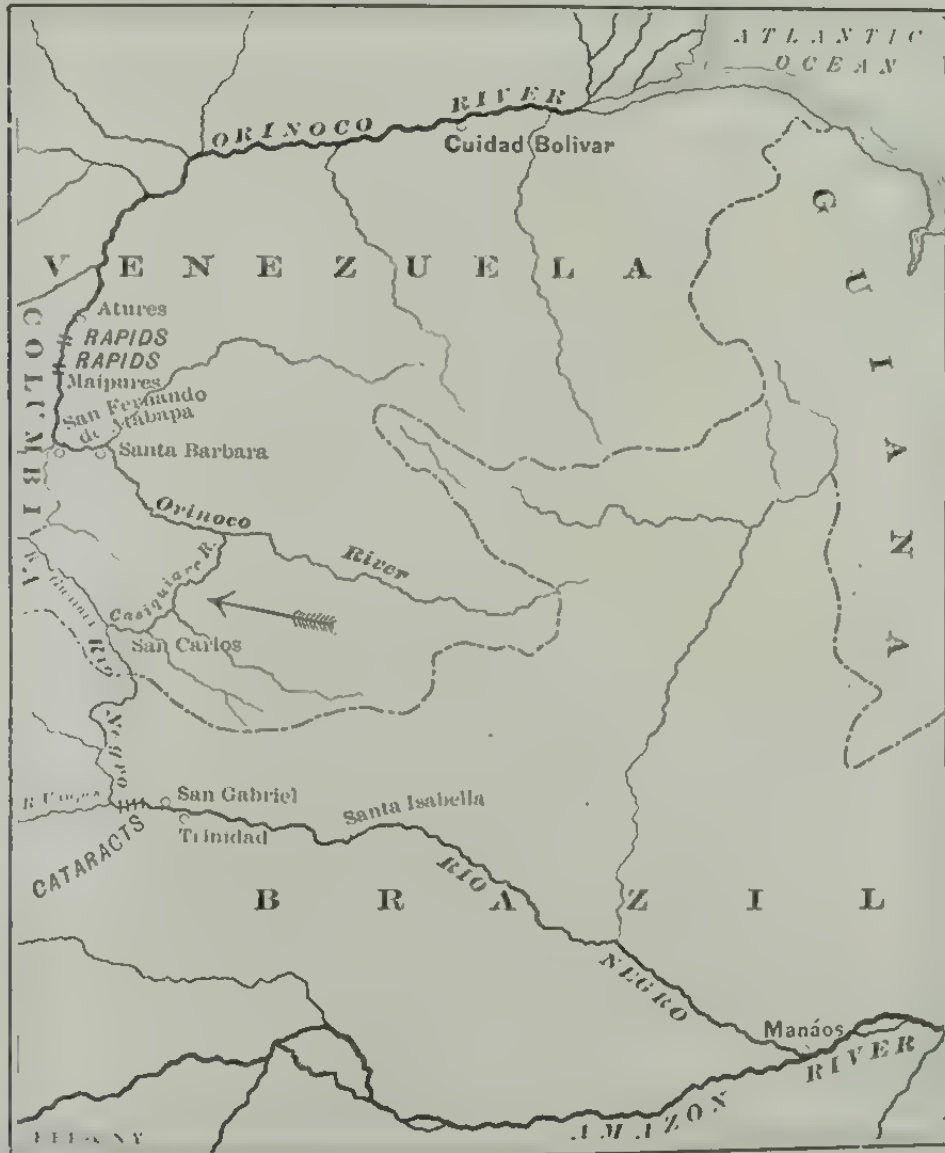 ATLANTIC
OCEAN
ORINOCO RIVER
Cuidad Bolivar
GUIANA
VENEZUELA
COLUMBIA
Atures
RAPIDS
RAPIDS
Maipures
San Fernando
de Atabapa
Santa Barbara
Orinoco River
Casiquiare R.
San Carlos
Rio Negro
San Gabriel
Santa Isabella
Trinidad
CATARACTS
RIO NEGRO
BRAZIL
Manáos
AMAZON RIVER